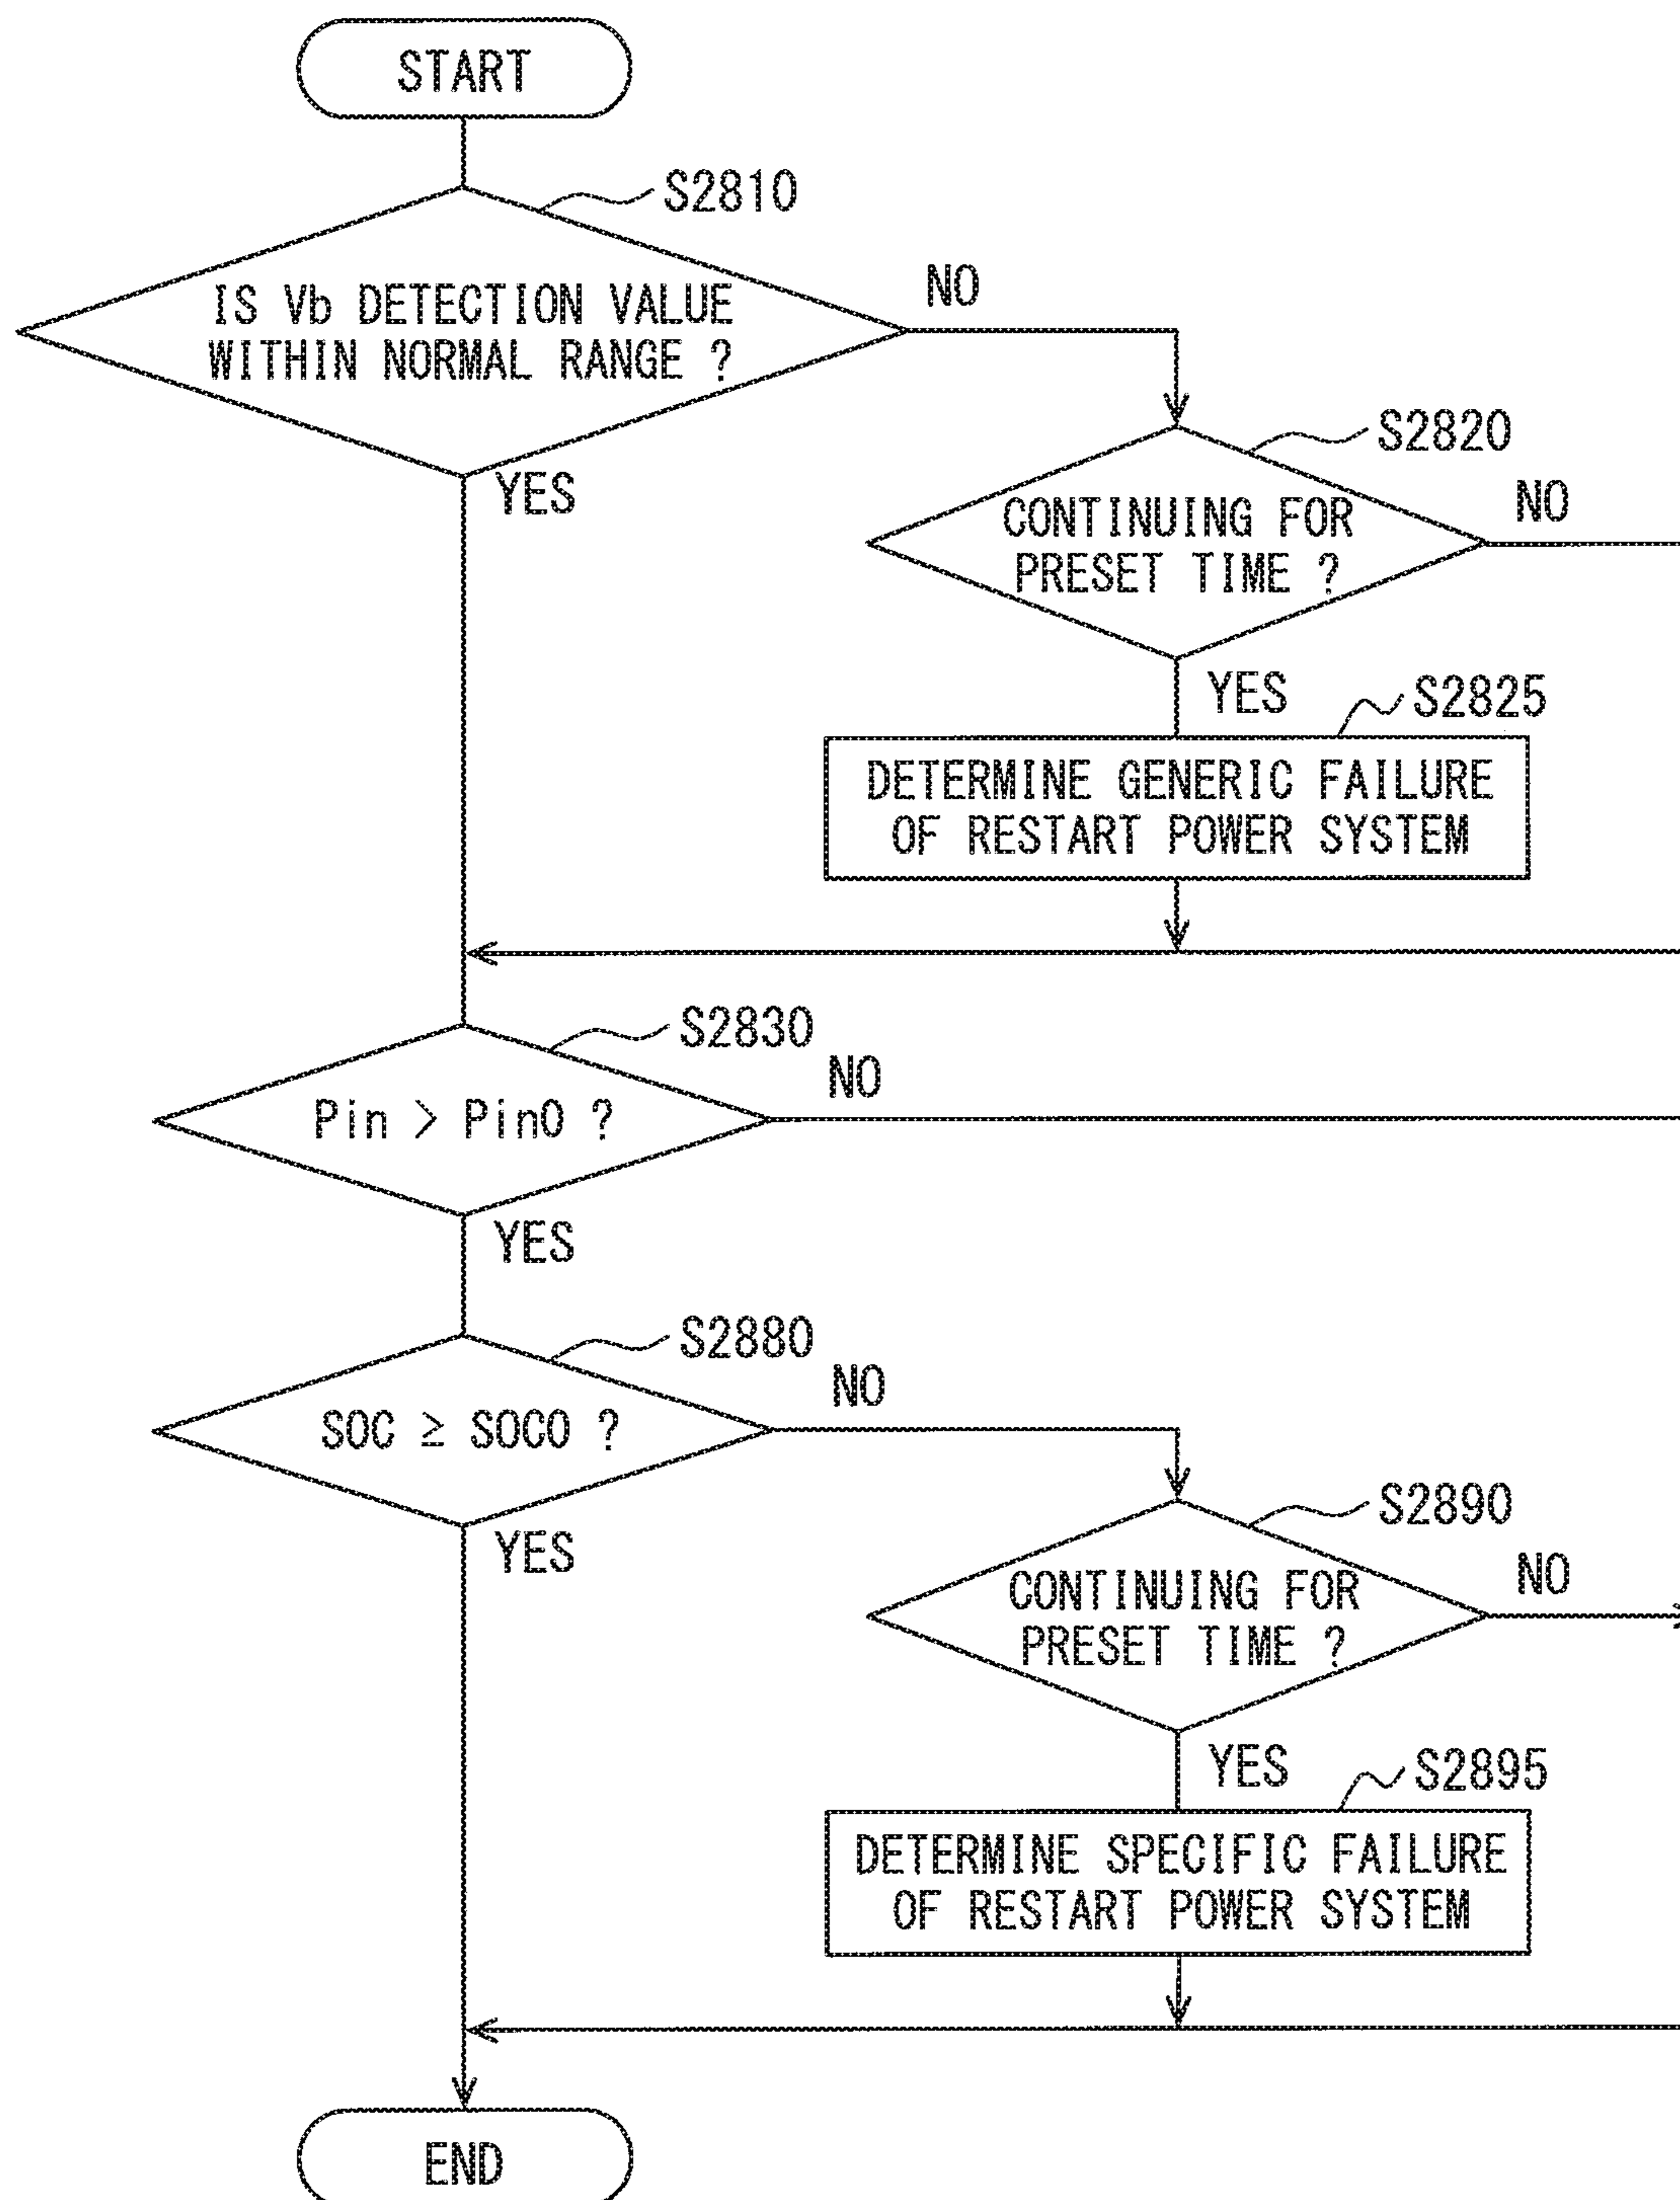 START
S2810
IS Vb DETECTION VALUE
WITHIN NORMAL RANGE ?
NO
YES
S2820
CONTINUING FOR
PRESET TIME ?
NO
YES
S2825
DETERMINE GENERIC FAILURE
OF RESTART POWER SYSTEM
S2830
Pin > Pin0 ?
NO
YES
S2880
SOC ≥ SOC0 ?
NO
YES
S2890
CONTINUING FOR
PRESET TIME ?
NO
YES
S2895
DETERMINE SPECIFIC FAILURE
OF RESTART POWER SYSTEM
END